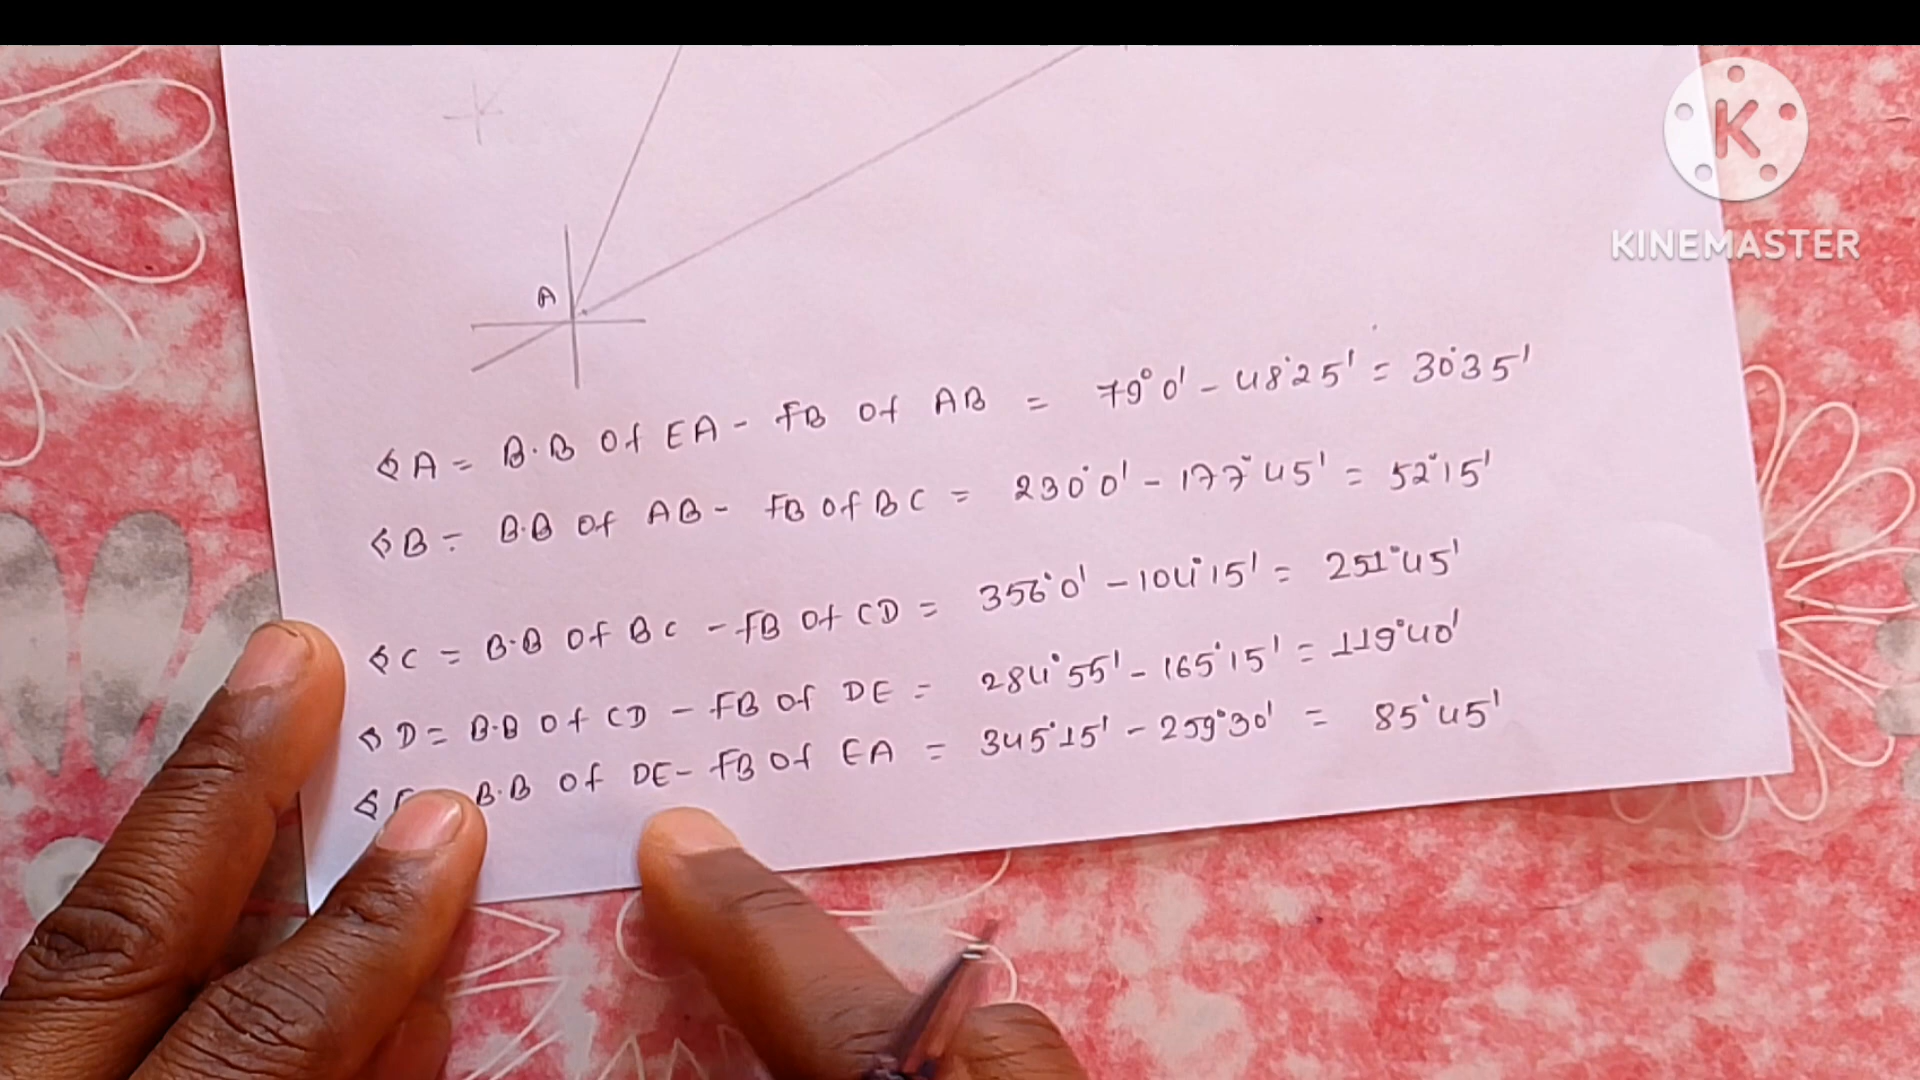 K
KINEMASTER
A
∢A = B.B of EA - FB of AB = 79°0' - 48°25' = 30°35'
∢B = B.B of AB - FB of BC = 230°0' - 177°45' = 52°15'
∢C = B.B of BC - FB of CD = 356°0' - 104°15' = 251°45'
∢D = B.B of CD - FB of DE = 284°55' - 165°15' = 119°40'
B.B of DE - FB of EA = 345°15' - 259°30' = 85°45'